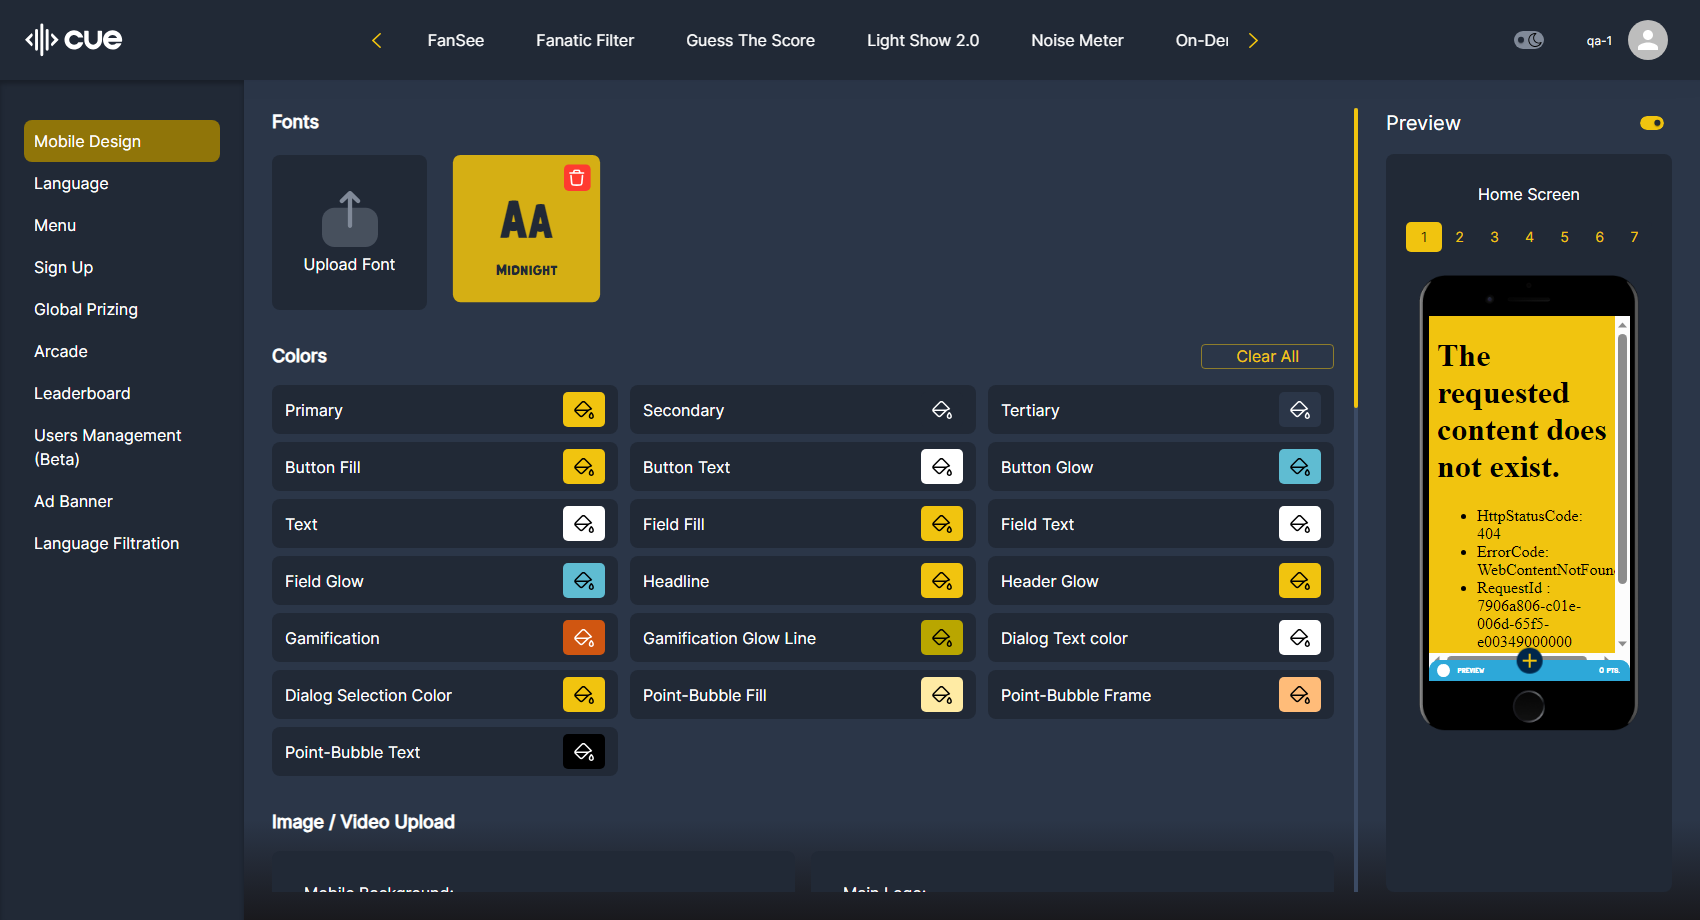 cue
FanSee
Fanatic Filter
Guess The Score
Light Show 2.0
Noise Meter
On-Der
qa-1
Mobile Design
Language
Menu
Sign Up
Global Prizing
Arcade
Leaderboard
Users Management
(Beta)
Ad Banner
Language Filtration
Fonts
Upload Font
AA
MIDNIGHT
Colors
Clear All
Primary
Secondary
Tertiary
Button Fill
Button Text
Button Glow
Text
Field Fill
Field Text
Field Glow
Headline
Header Glow
Gamification
Gamification Glow Line
Dialog Text color
Dialog Selection Color
Point-Bubble Fill
Point-Bubble Frame
Point-Bubble Text
Image / Video Upload
Mobile Background:
Main Logo:
Preview
Home Screen
1 2 3 4 5 6 7
The
requested
content does
not exist.
HttpStatusCode:
404
ErrorCode:
WebContentNotFoun
RequestId :
7906a806-c01e-
006d-65f5-
e00349000000
PREVIEW
0 PTS.